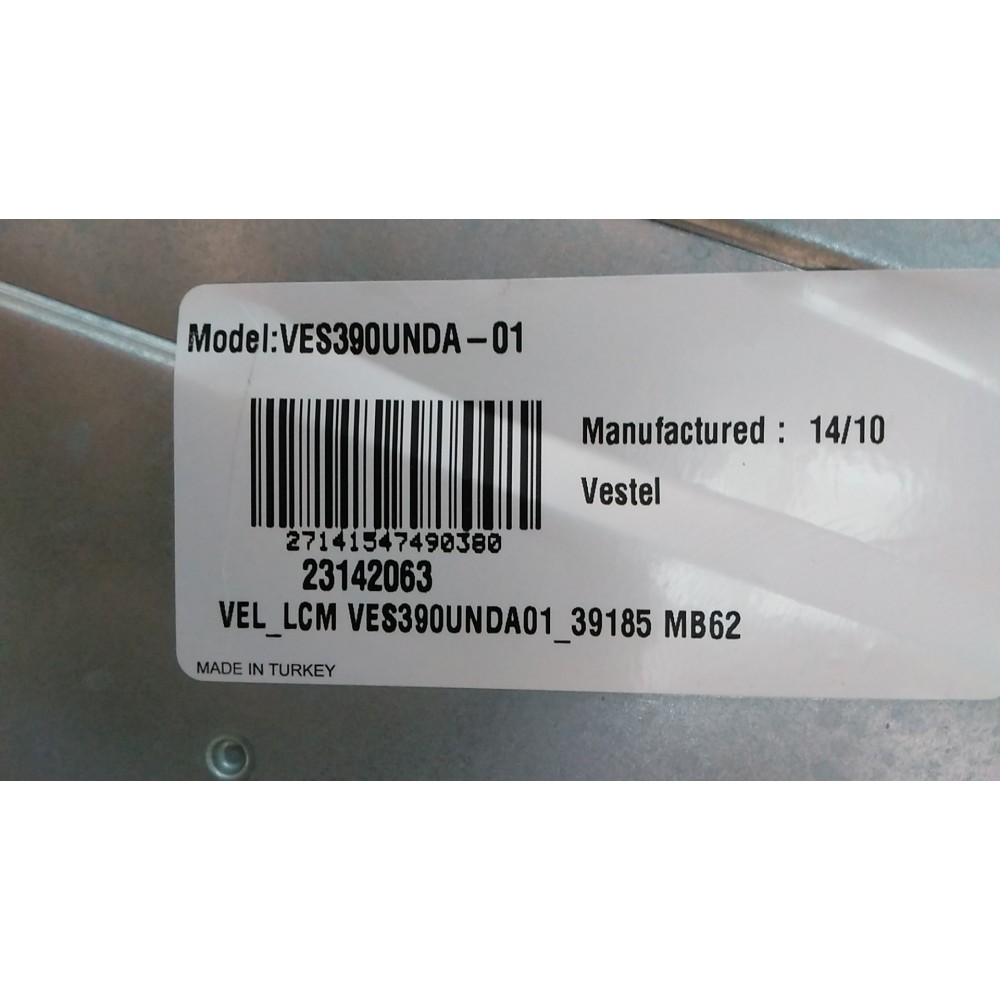 Model:VES390UNDA-01
Manufactured : 14/10
Vestel
27141547490380
23142063
VEL_LCM VES390UNDA01_39185 MB62
MADE IN TURKEY